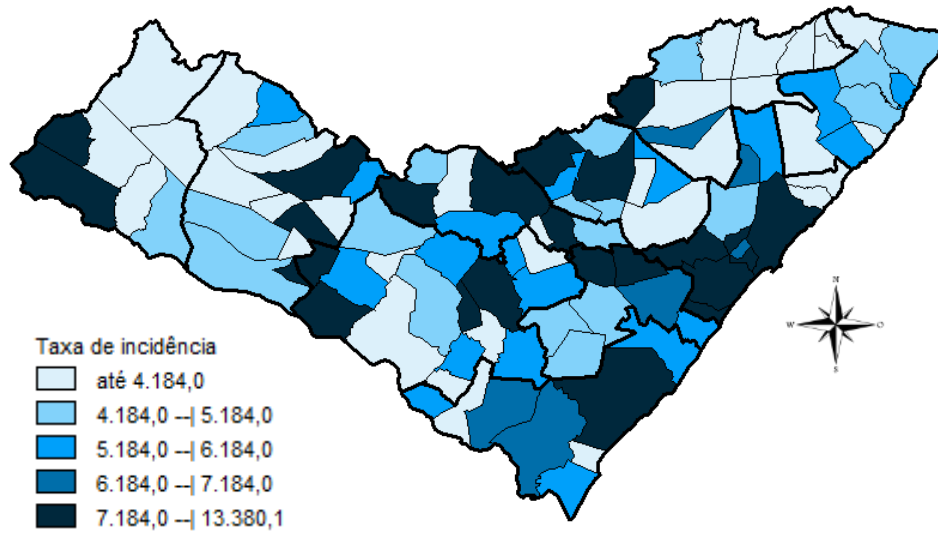 Taxa de incidência
até 4.184,0
4.184,0 --| 5.184,0
5.184,0 --| 6.184,0
6.184,0 --| 7.184,0
7.184,0 --| 13.380,1
N
W
O
S